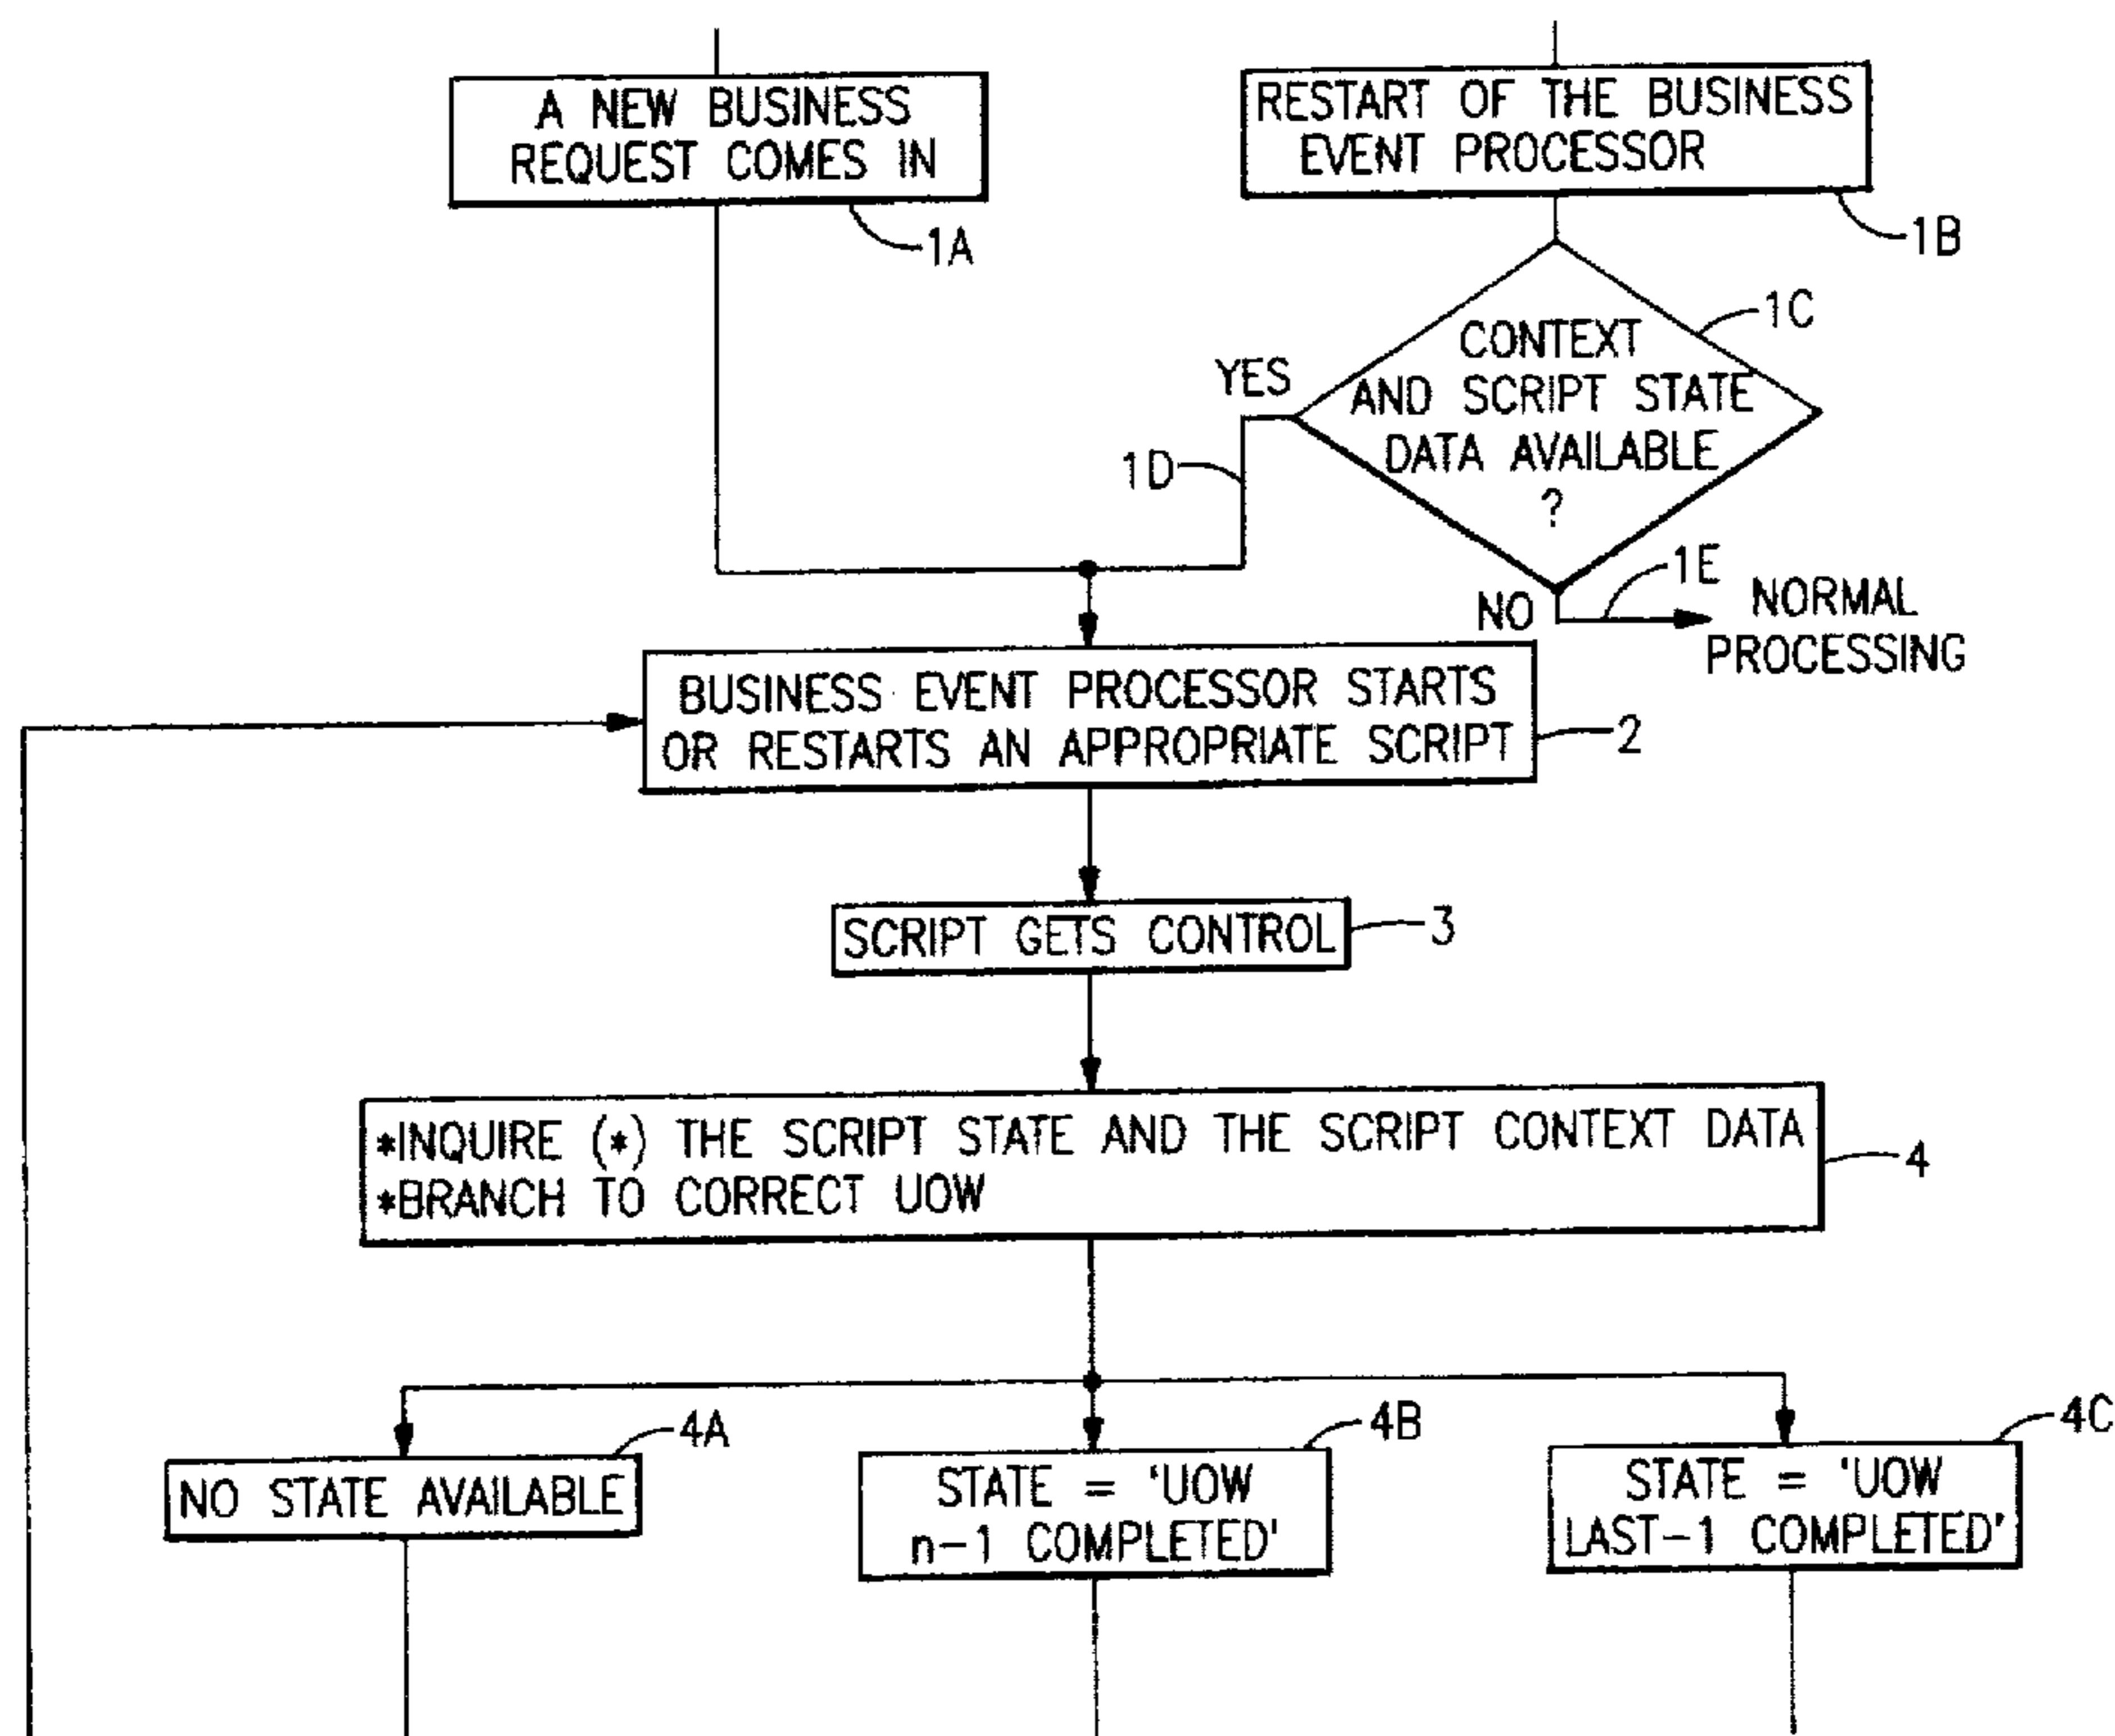 A NEW BUSINESS
REQUEST COMES IN
1A
RESTART OF THE BUSINESS
EVENT PROCESSOR
1B
CONTEXT
AND SCRIPT STATE
DATA AVAILABLE
?
1C
YES
1D
NO
1E
NORMAL
PROCESSING
BUSINESS EVENT PROCESSOR STARTS
OR RESTARTS AN APPROPRIATE SCRIPT
2
SCRIPT GETS CONTROL
3
*INQUIRE (*) THE SCRIPT STATE AND THE SCRIPT CONTEXT DATA
*BRANCH TO CORRECT UOW
4
NO STATE AVAILABLE
4A
STATE = 'UOW
n-1 COMPLETED'
4B
STATE = 'UOW
LAST-1 COMPLETED'
4C